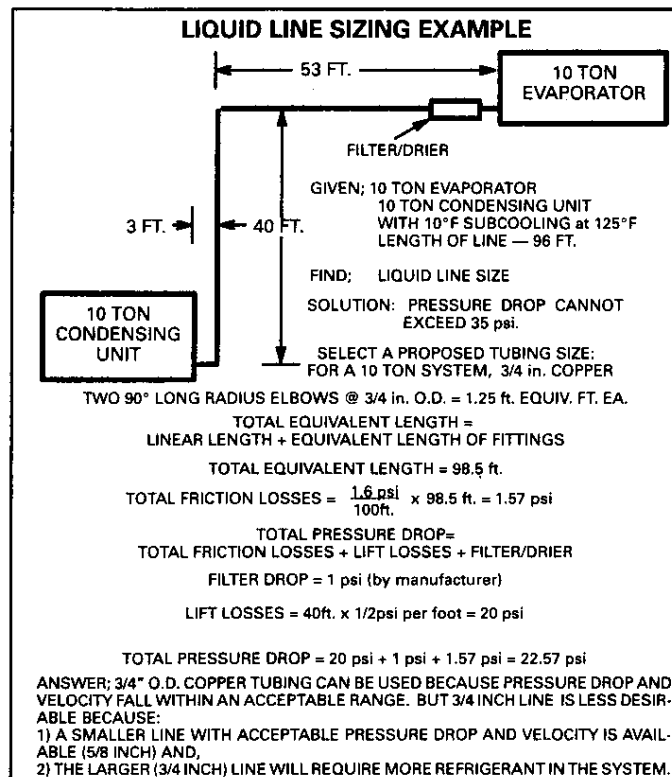 LIQUID LINE SIZING EXAMPLE
53 FT.
10 TON
EVAPORATOR
FILTER/DRIER
3 FT.
40 FT.
GIVEN; 10 TON EVAPORATOR
10 TON CONDENSING UNIT
WITH 10°F SUBCOOLING at 125°F
LENGTH OF LINE — 96 FT.
FIND; LIQUID LINE SIZE
10 TON
CONDENSING
UNIT
SOLUTION: PRESSURE DROP CANNOT
EXCEED 35 psi.
SELECT A PROPOSED TUBING SIZE:
FOR A 10 TON SYSTEM, 3/4 in. COPPER
TWO 90° LONG RADIUS ELBOWS @ 3/4 in. O.D. = 1.25 ft. EQUIV. FT. EA.
TOTAL EQUIVALENT LENGTH =
LINEAR LENGTH + EQUIVALENT LENGTH OF FITTINGS
TOTAL EQUIVALENT LENGTH = 98.5 ft.
TOTAL FRICTION LOSSES = 1.6 psi / 100ft. x 98.5 ft. = 1.57 psi
TOTAL PRESSURE DROP=
TOTAL FRICTION LOSSES + LIFT LOSSES + FILTER/DRIER
FILTER DROP = 1 psi (by manufacturer)
LIFT LOSSES = 40ft. x 1/2psi per foot = 20 psi
TOTAL PRESSURE DROP = 20 psi + 1 psi + 1.57 psi = 22.57 psi
ANSWER; 3/4" O.D. COPPER TUBING CAN BE USED BECAUSE PRESSURE DROP AND
VELOCITY FALL WITHIN AN ACCEPTABLE RANGE. BUT 3/4 INCH LINE IS LESS DESIR-
ABLE BECAUSE:
1) A SMALLER LINE WITH ACCEPTABLE PRESSURE DROP AND VELOCITY IS AVAIL-
ABLE (5/8 INCH) AND,
2) THE LARGER (3/4 INCH) LINE WILL REQUIRE MORE REFRIGERANT IN THE SYSTEM.